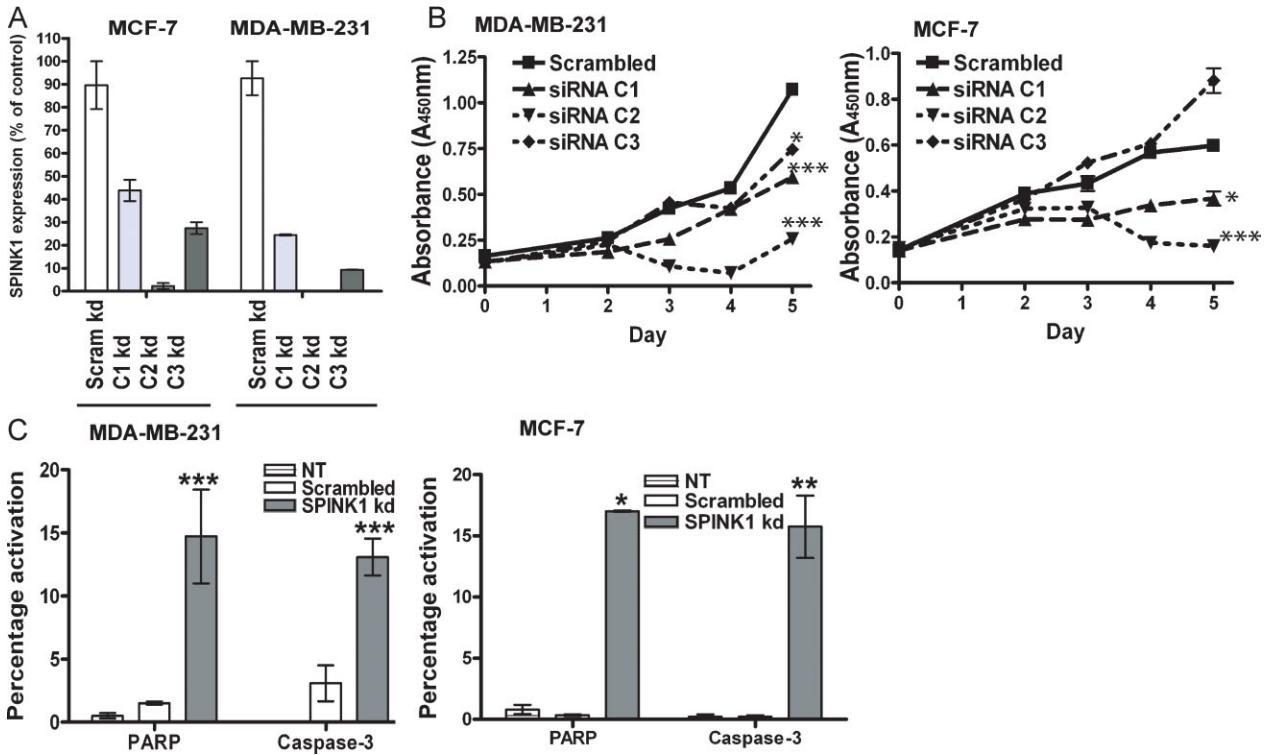 A
MCF-7 MDA-MB-231
SPINK1 expression (% of control)
110
100
90
80
70
60
50
40
30
20
10
0
Scram kd
C1 kd
C2 kd
C3 kd
Scram kd
C1 kd
C2 kd
C3 kd
B
MDA-MB-231
Absorbance (A450nm)
1.25
1.00
0.75
0.50
0.25
0.00
Scrambled
siRNA C1
siRNA C2
siRNA C3
*
***
***
0 1 2 3 4 5
Day
MCF-7
Absorbance (A450nm)
1.0
0.8
0.6
0.4
0.2
0.0
Scrambled
siRNA C1
siRNA C2
siRNA C3
*
***
0 1 2 3 4 5
Day
C
MDA-MB-231
Percentage activation
20
15
10
5
0
NT
Scrambled
SPINK1 kd
***
***
PARP Caspase-3
MCF-7
Percentage activation
20
15
10
5
0
NT
Scrambled
SPINK1 kd
*
**
PARP Caspase-3